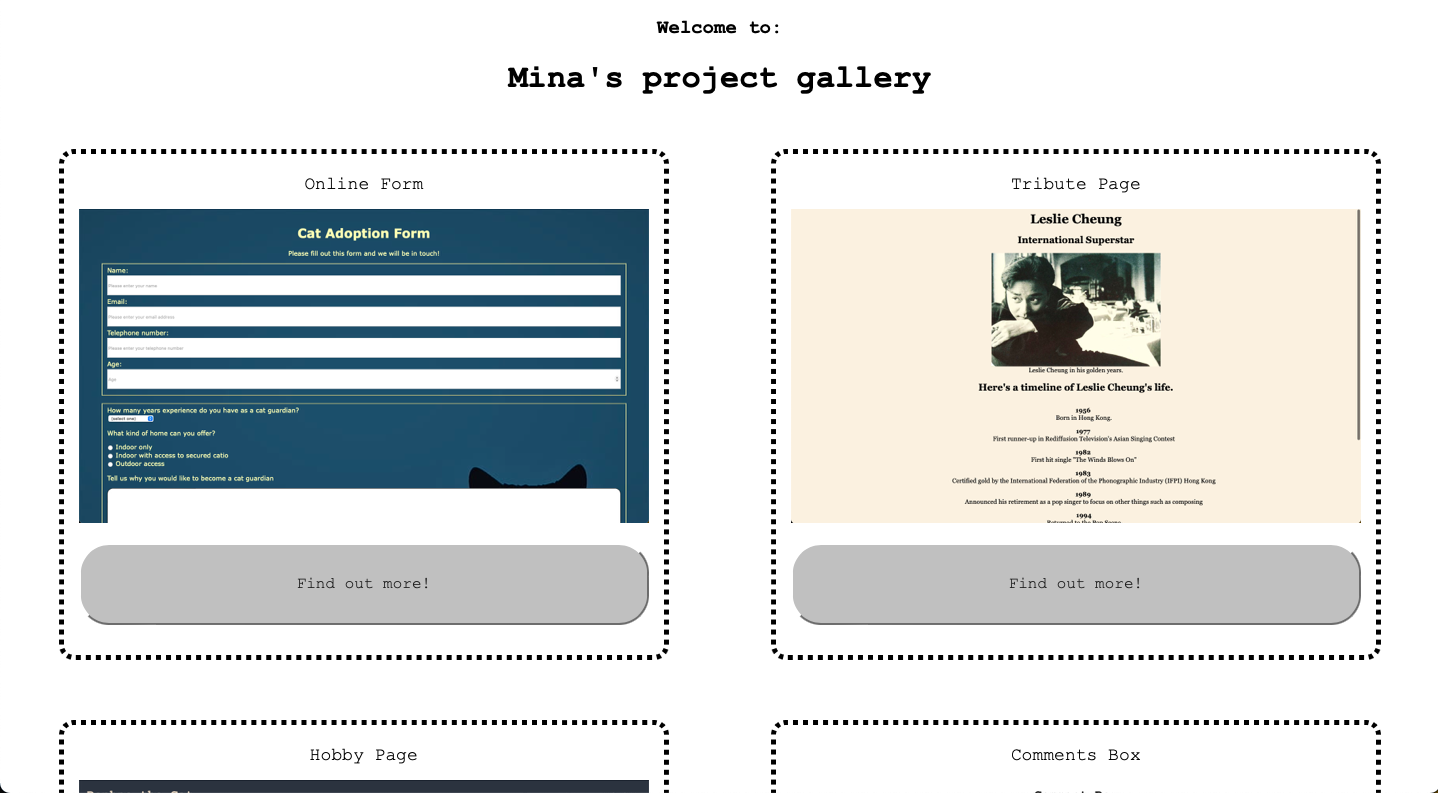 Welcome to:
Mina's project gallery
Online Form
Cat Adoption Form
Please fill out this form and we will be in touch!
Name:
Please enter your name
Email:
Please enter your email address
Telephone number:
Please enter your telephone number
Age:
Age
How many years experience do you have as a cat guardian?
(select one)
What kind of home can you offer?
Indoor only
Indoor with access to secured catio
Outdoor access
Tell us why you would like to become a cat guardian
Find out more!
Tribute Page
Leslie Cheung
International Superstar
Leslie Cheung in his golden years.
Here's a timeline of Leslie Cheung's life.
1956
Born in Hong Kong.
1977
First runner-up in Rediffusion Television's Asian Singing Contest
1982
First hit single "The Winds Blows On"
1983
Certified gold by the International Federation of the Phonographic Industry (IFPI) Hong Kong
1989
Announced his retirement as a pop singer to focus on other things such as composing
1994
Returned to the Pop Scene
Find out more!
Hobby Page
Comments Box